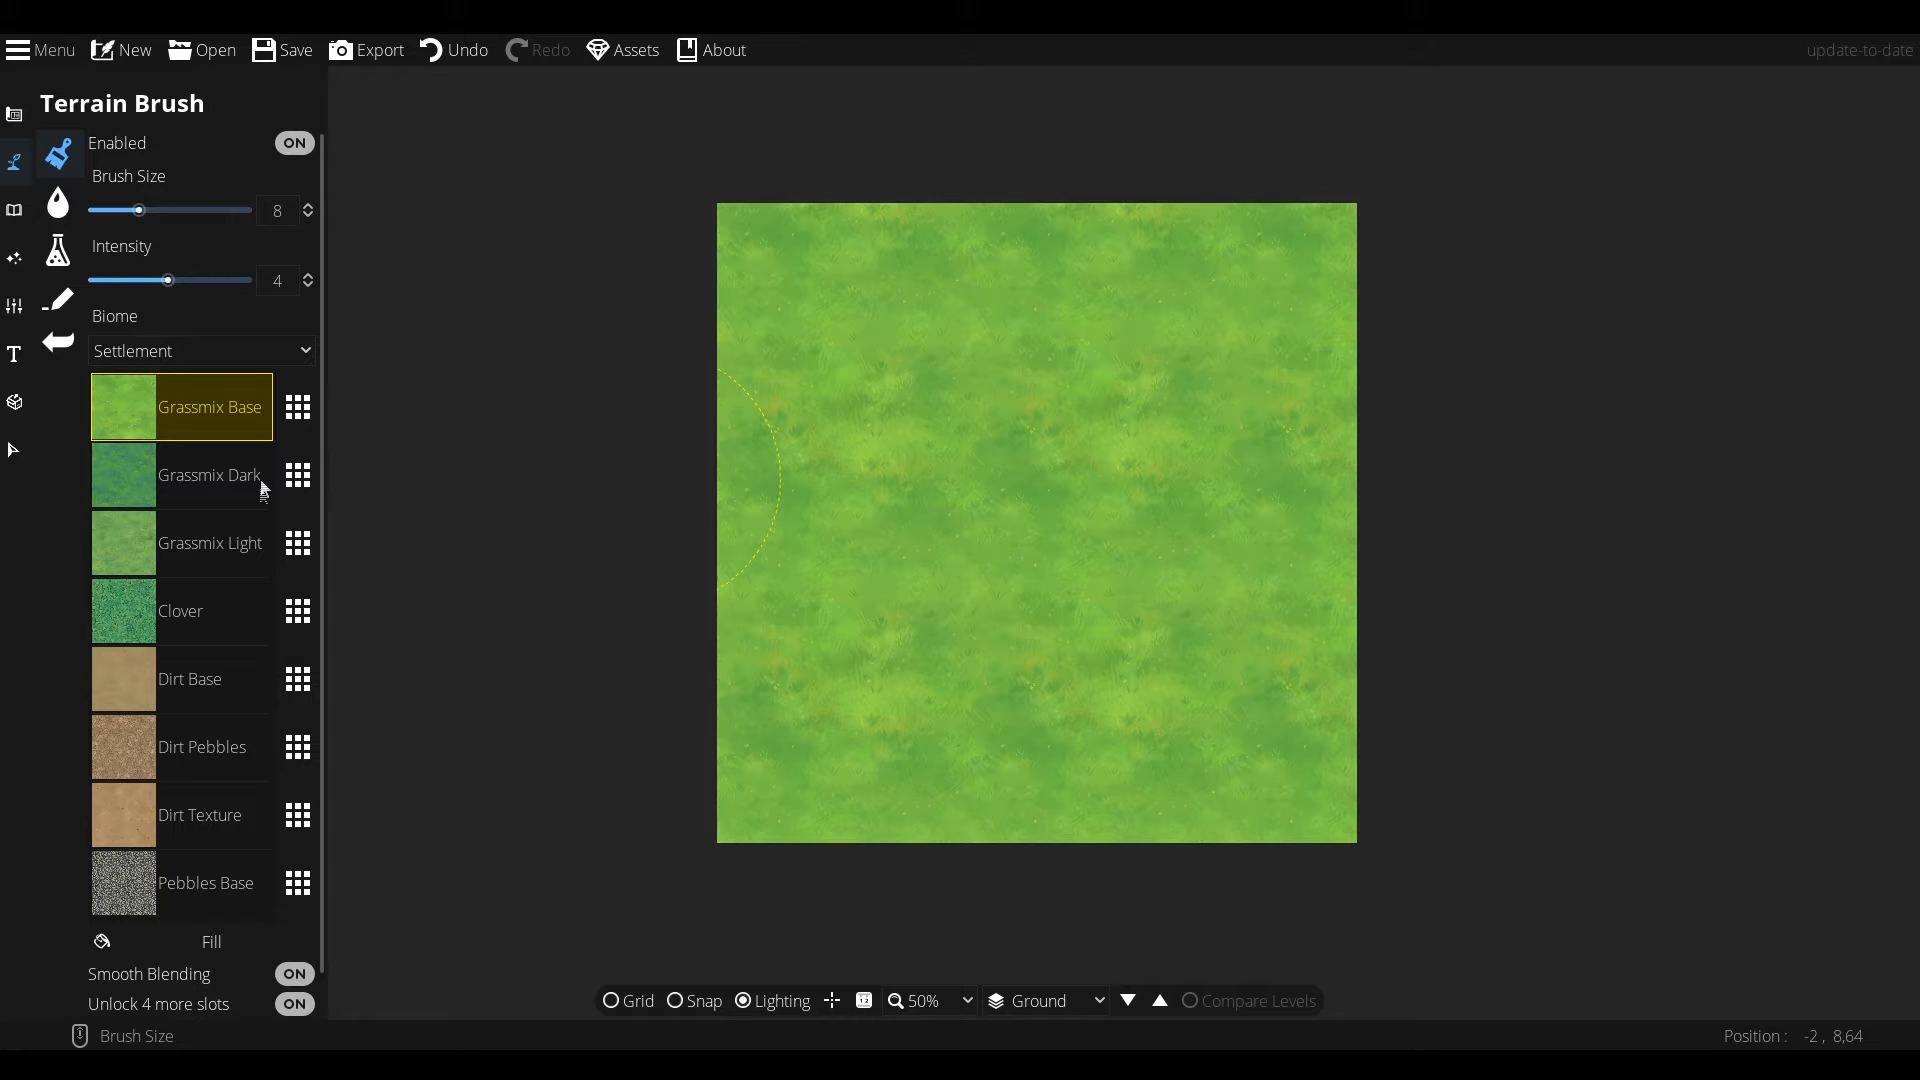 Menu New Open Save Export Undo Redo Assets About update-to-date
Terrain Brush
Enabled ON
Brush Size
8
Intensity
4
Biome
Settlement
Grassmix Base
Grassmix Dark
Grassmix Light
Clover
Dirt Base
Dirt Pebbles
Dirt Texture
Pebbles Base
Fill
Smooth Blending ON
Unlock 4 more slots ON
Grid Snap Lighting 12 50% Ground Compare Levels
Brush Size Position : -2 , 8,64